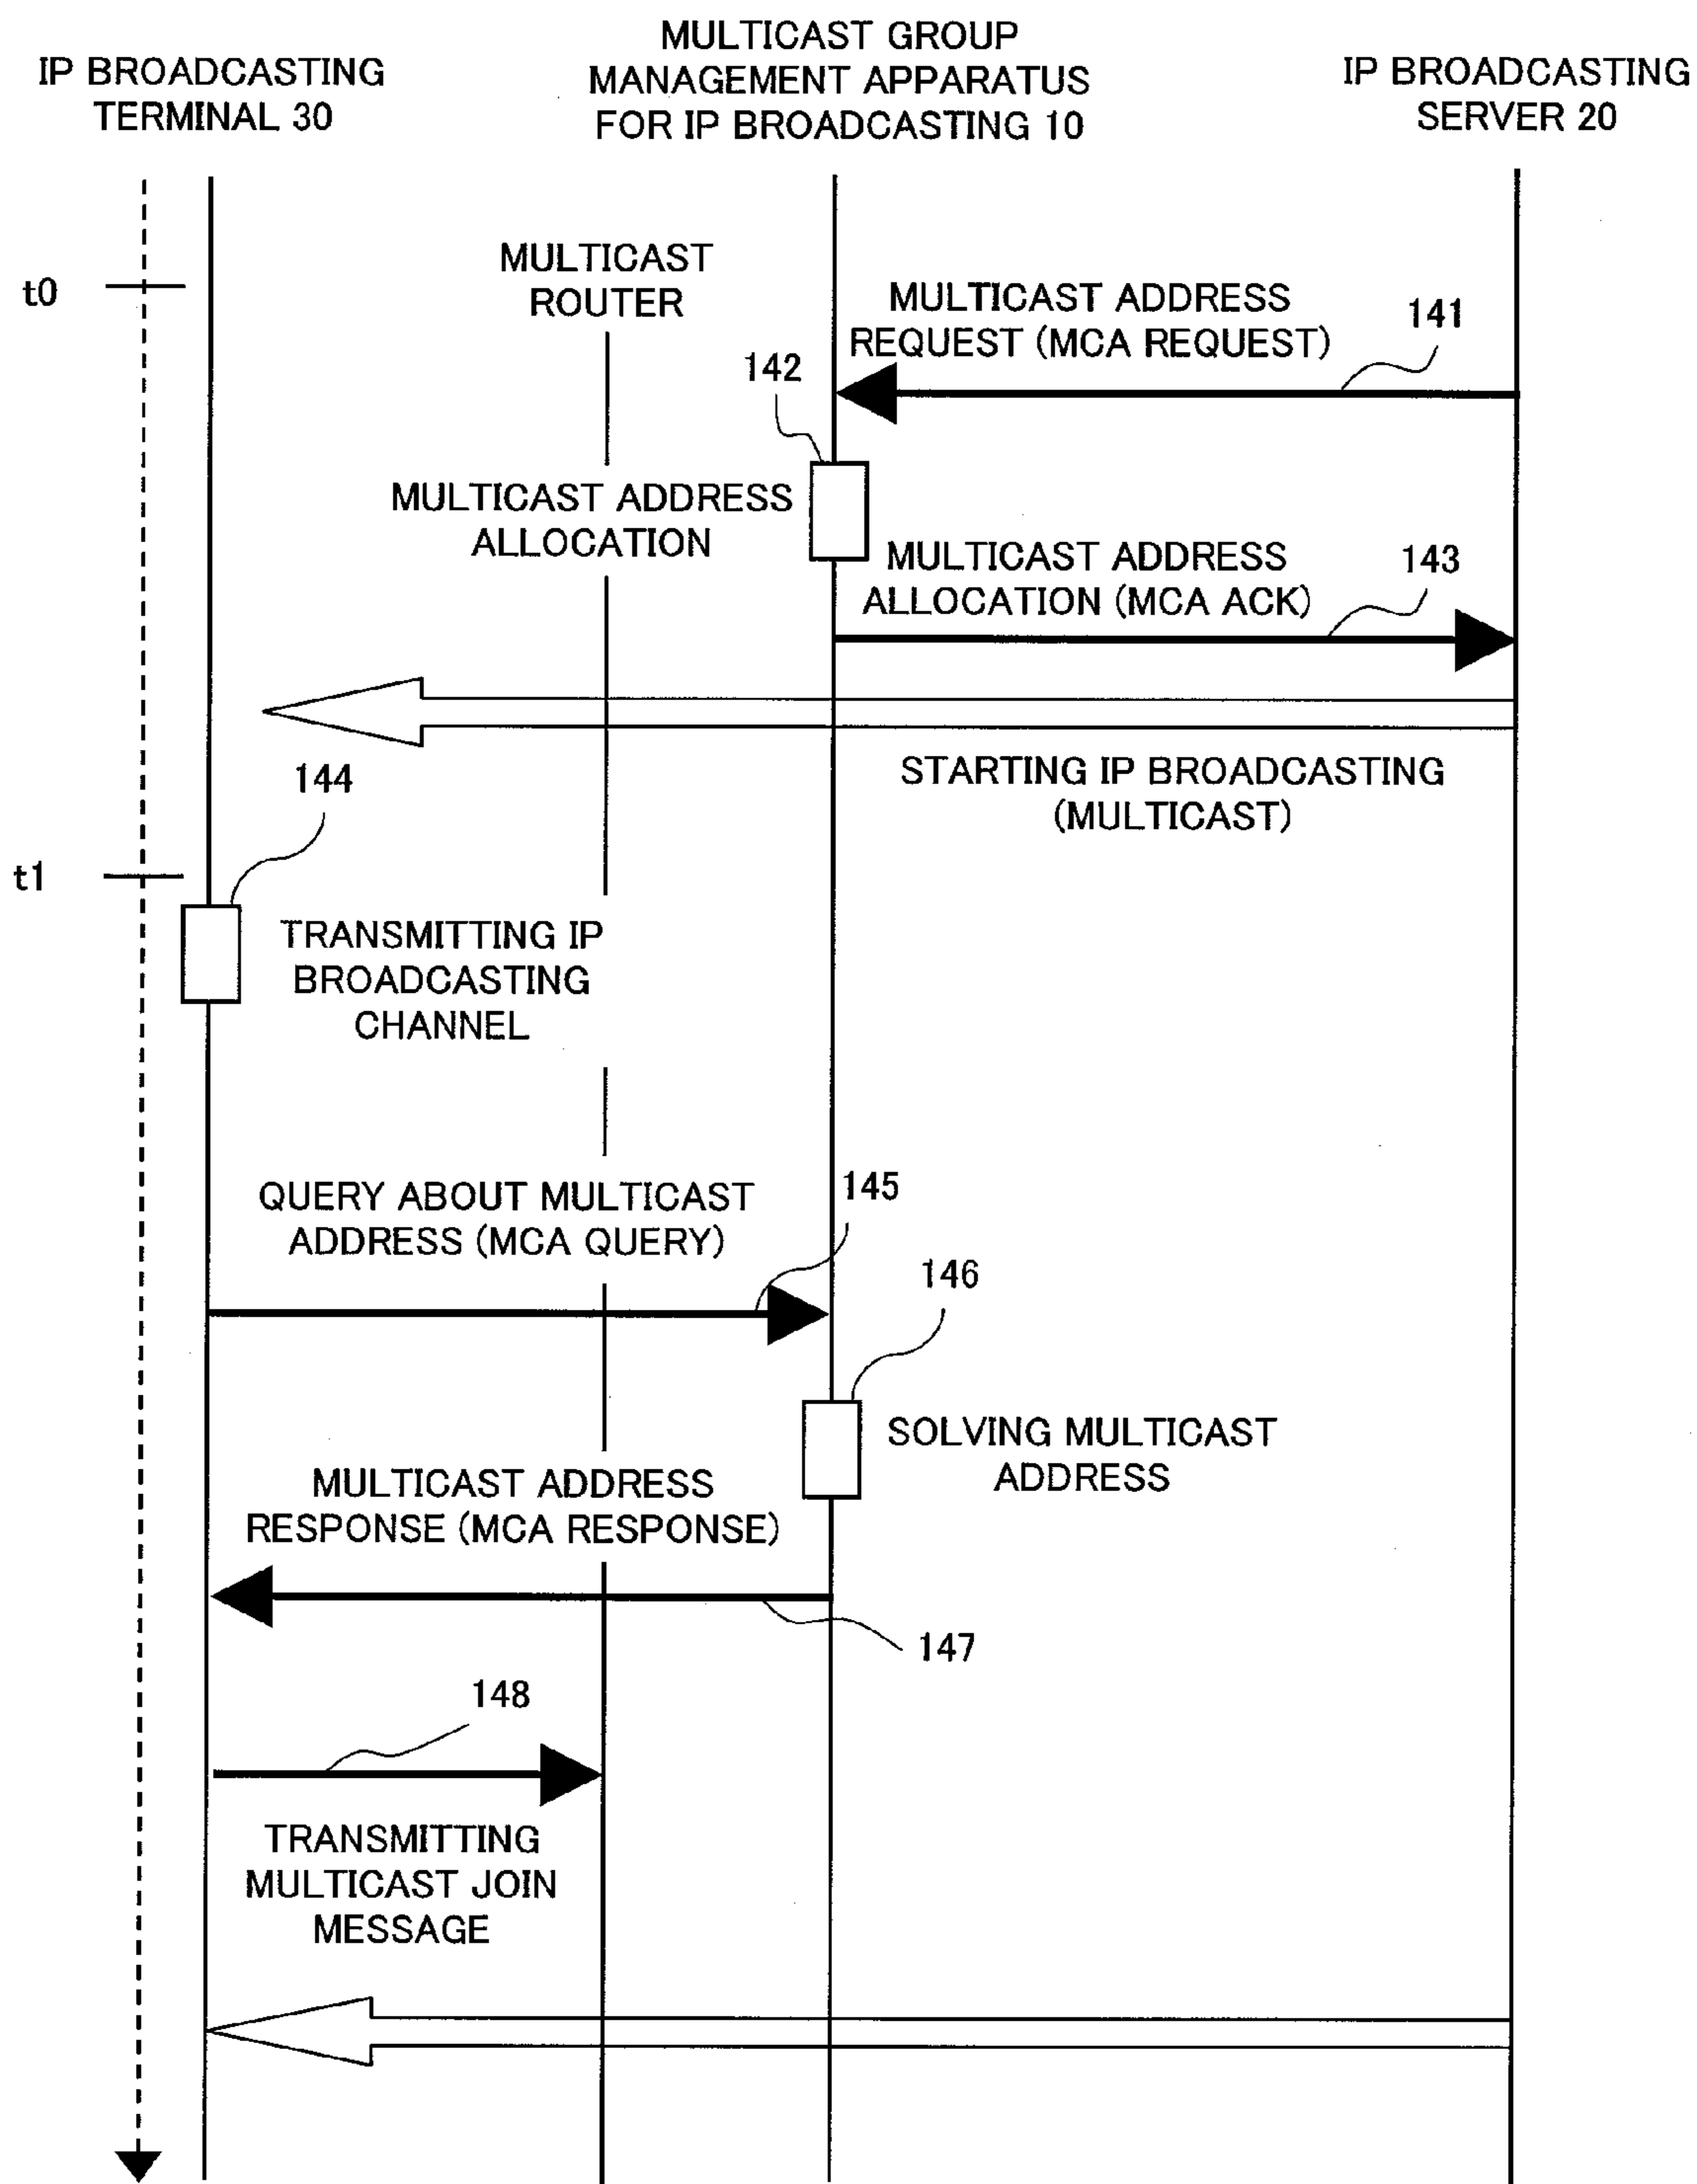 IP BROADCASTING
TERMINAL 30
MULTICAST GROUP
MANAGEMENT APPARATUS
FOR IP BROADCASTING 10
IP BROADCASTING
SERVER 20
t0
MULTICAST
ROUTER
MULTICAST ADDRESS
REQUEST (MCA REQUEST)
141
142
MULTICAST ADDRESS
ALLOCATION
MULTICAST ADDRESS
ALLOCATION (MCA ACK)
143
STARTING IP BROADCASTING
(MULTICAST)
144
t1
TRANSMITTING IP
BROADCASTING
CHANNEL
QUERY ABOUT MULTICAST
ADDRESS (MCA QUERY)
145
146
SOLVING MULTICAST
ADDRESS
MULTICAST ADDRESS
RESPONSE (MCA RESPONSE)
147
148
TRANSMITTING
MULTICAST JOIN
MESSAGE